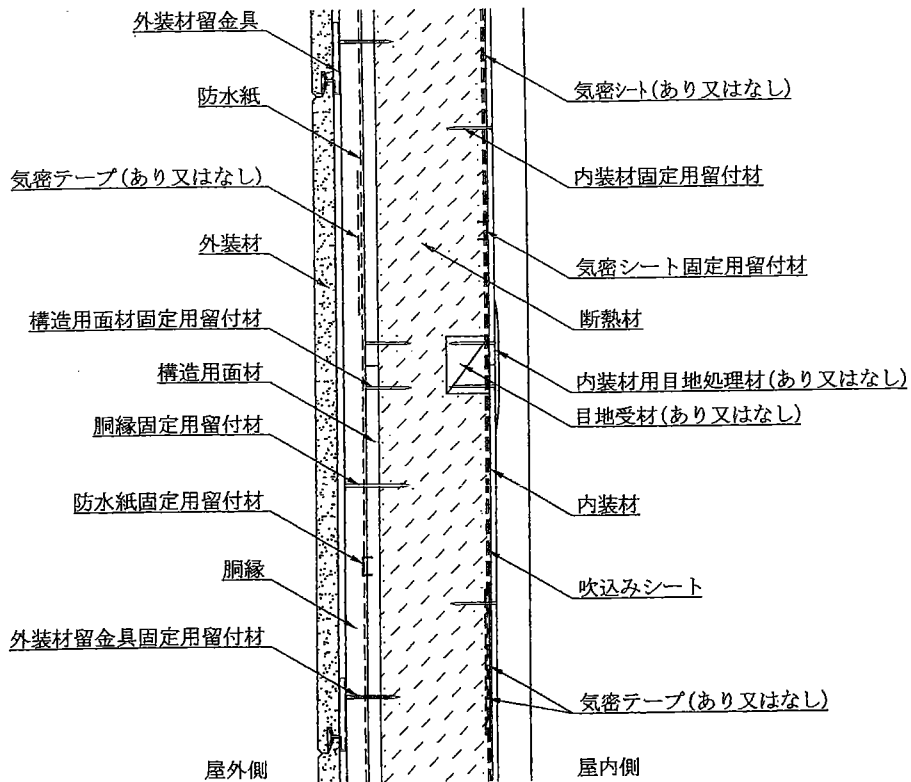 外装材留金具
防水紙
気密テープ(あり又はなし)
外装材
構造用面材固定用留付材
構造用面材
胴縁固定用留付材
防水紙固定用留付材
胴縁
外装材留金具固定用留付材
屋外側
気密シート(あり又はなし)
内装材固定用留付材
気密シート固定用留付材
断熱材
内装材用目地処理材(あり又はなし)
目地受材(あり又はなし)
内装材
吹込みシート
気密テープ(あり又はなし)
屋内側